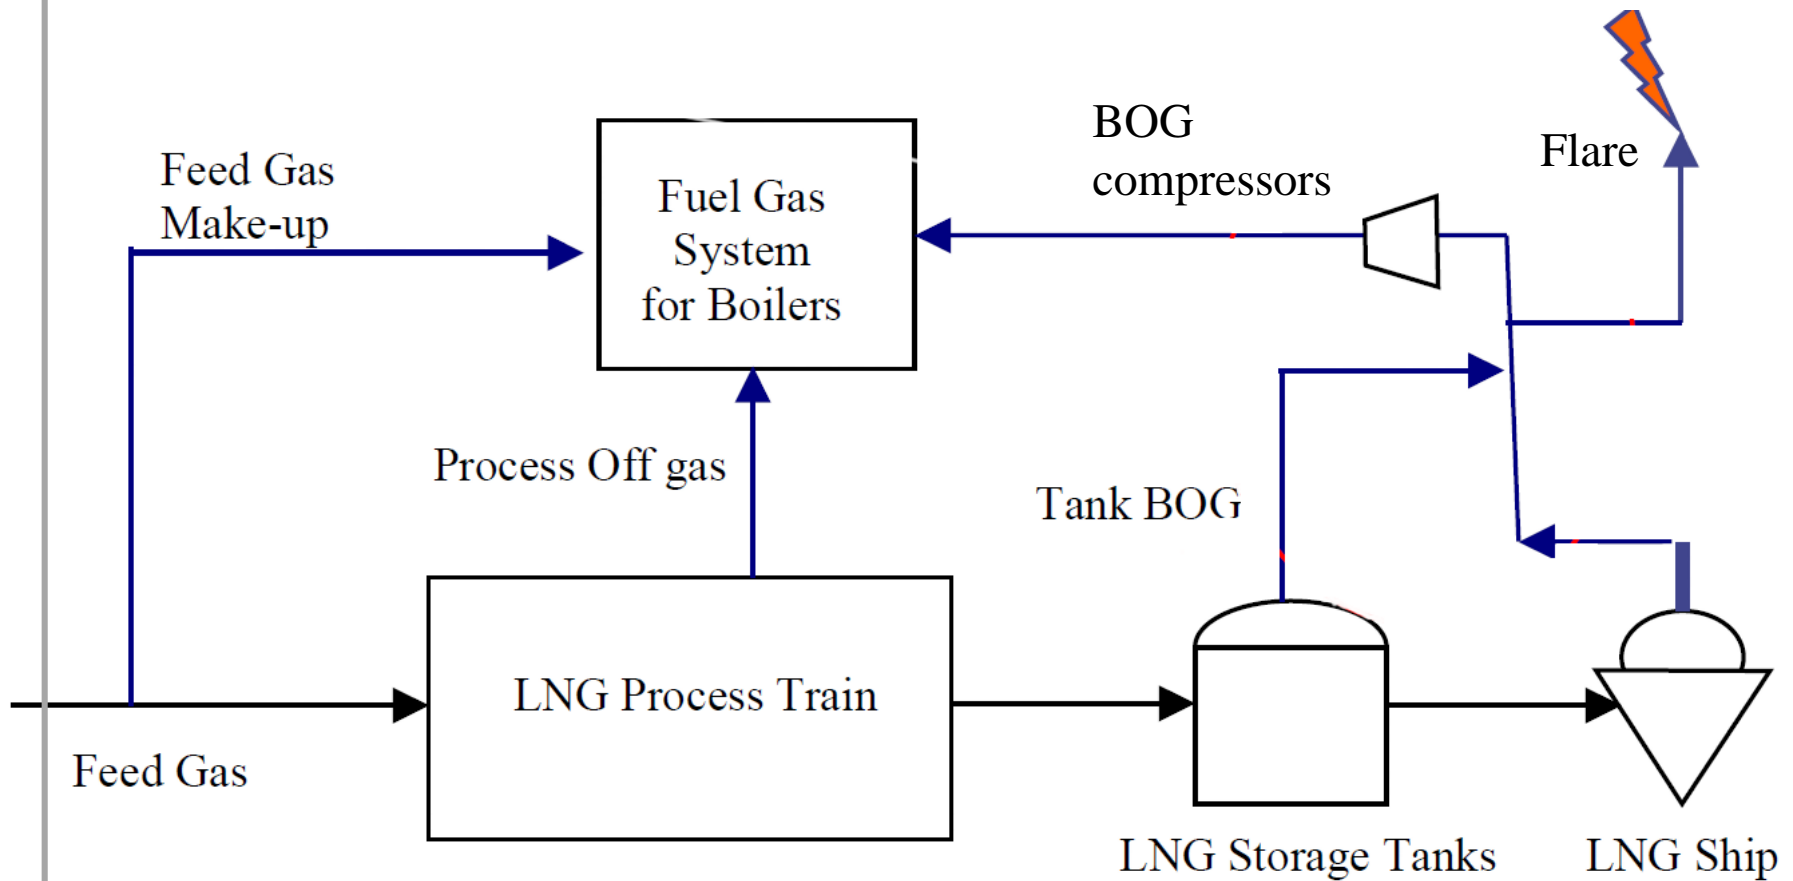 BOG
compressors
Flare
Feed Gas
Make-up
Fuel Gas
System
for Boilers
Process Off gas
Tank BOG
LNG Process Train
Feed Gas
LNG Storage Tanks
LNG Ship